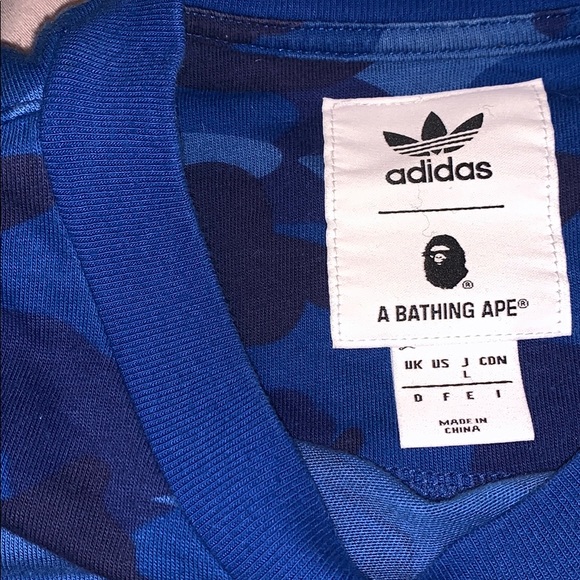 adidas
®
A BATHING APE®
UK US J CDN
L
D F E I
MADE IN
CHINA